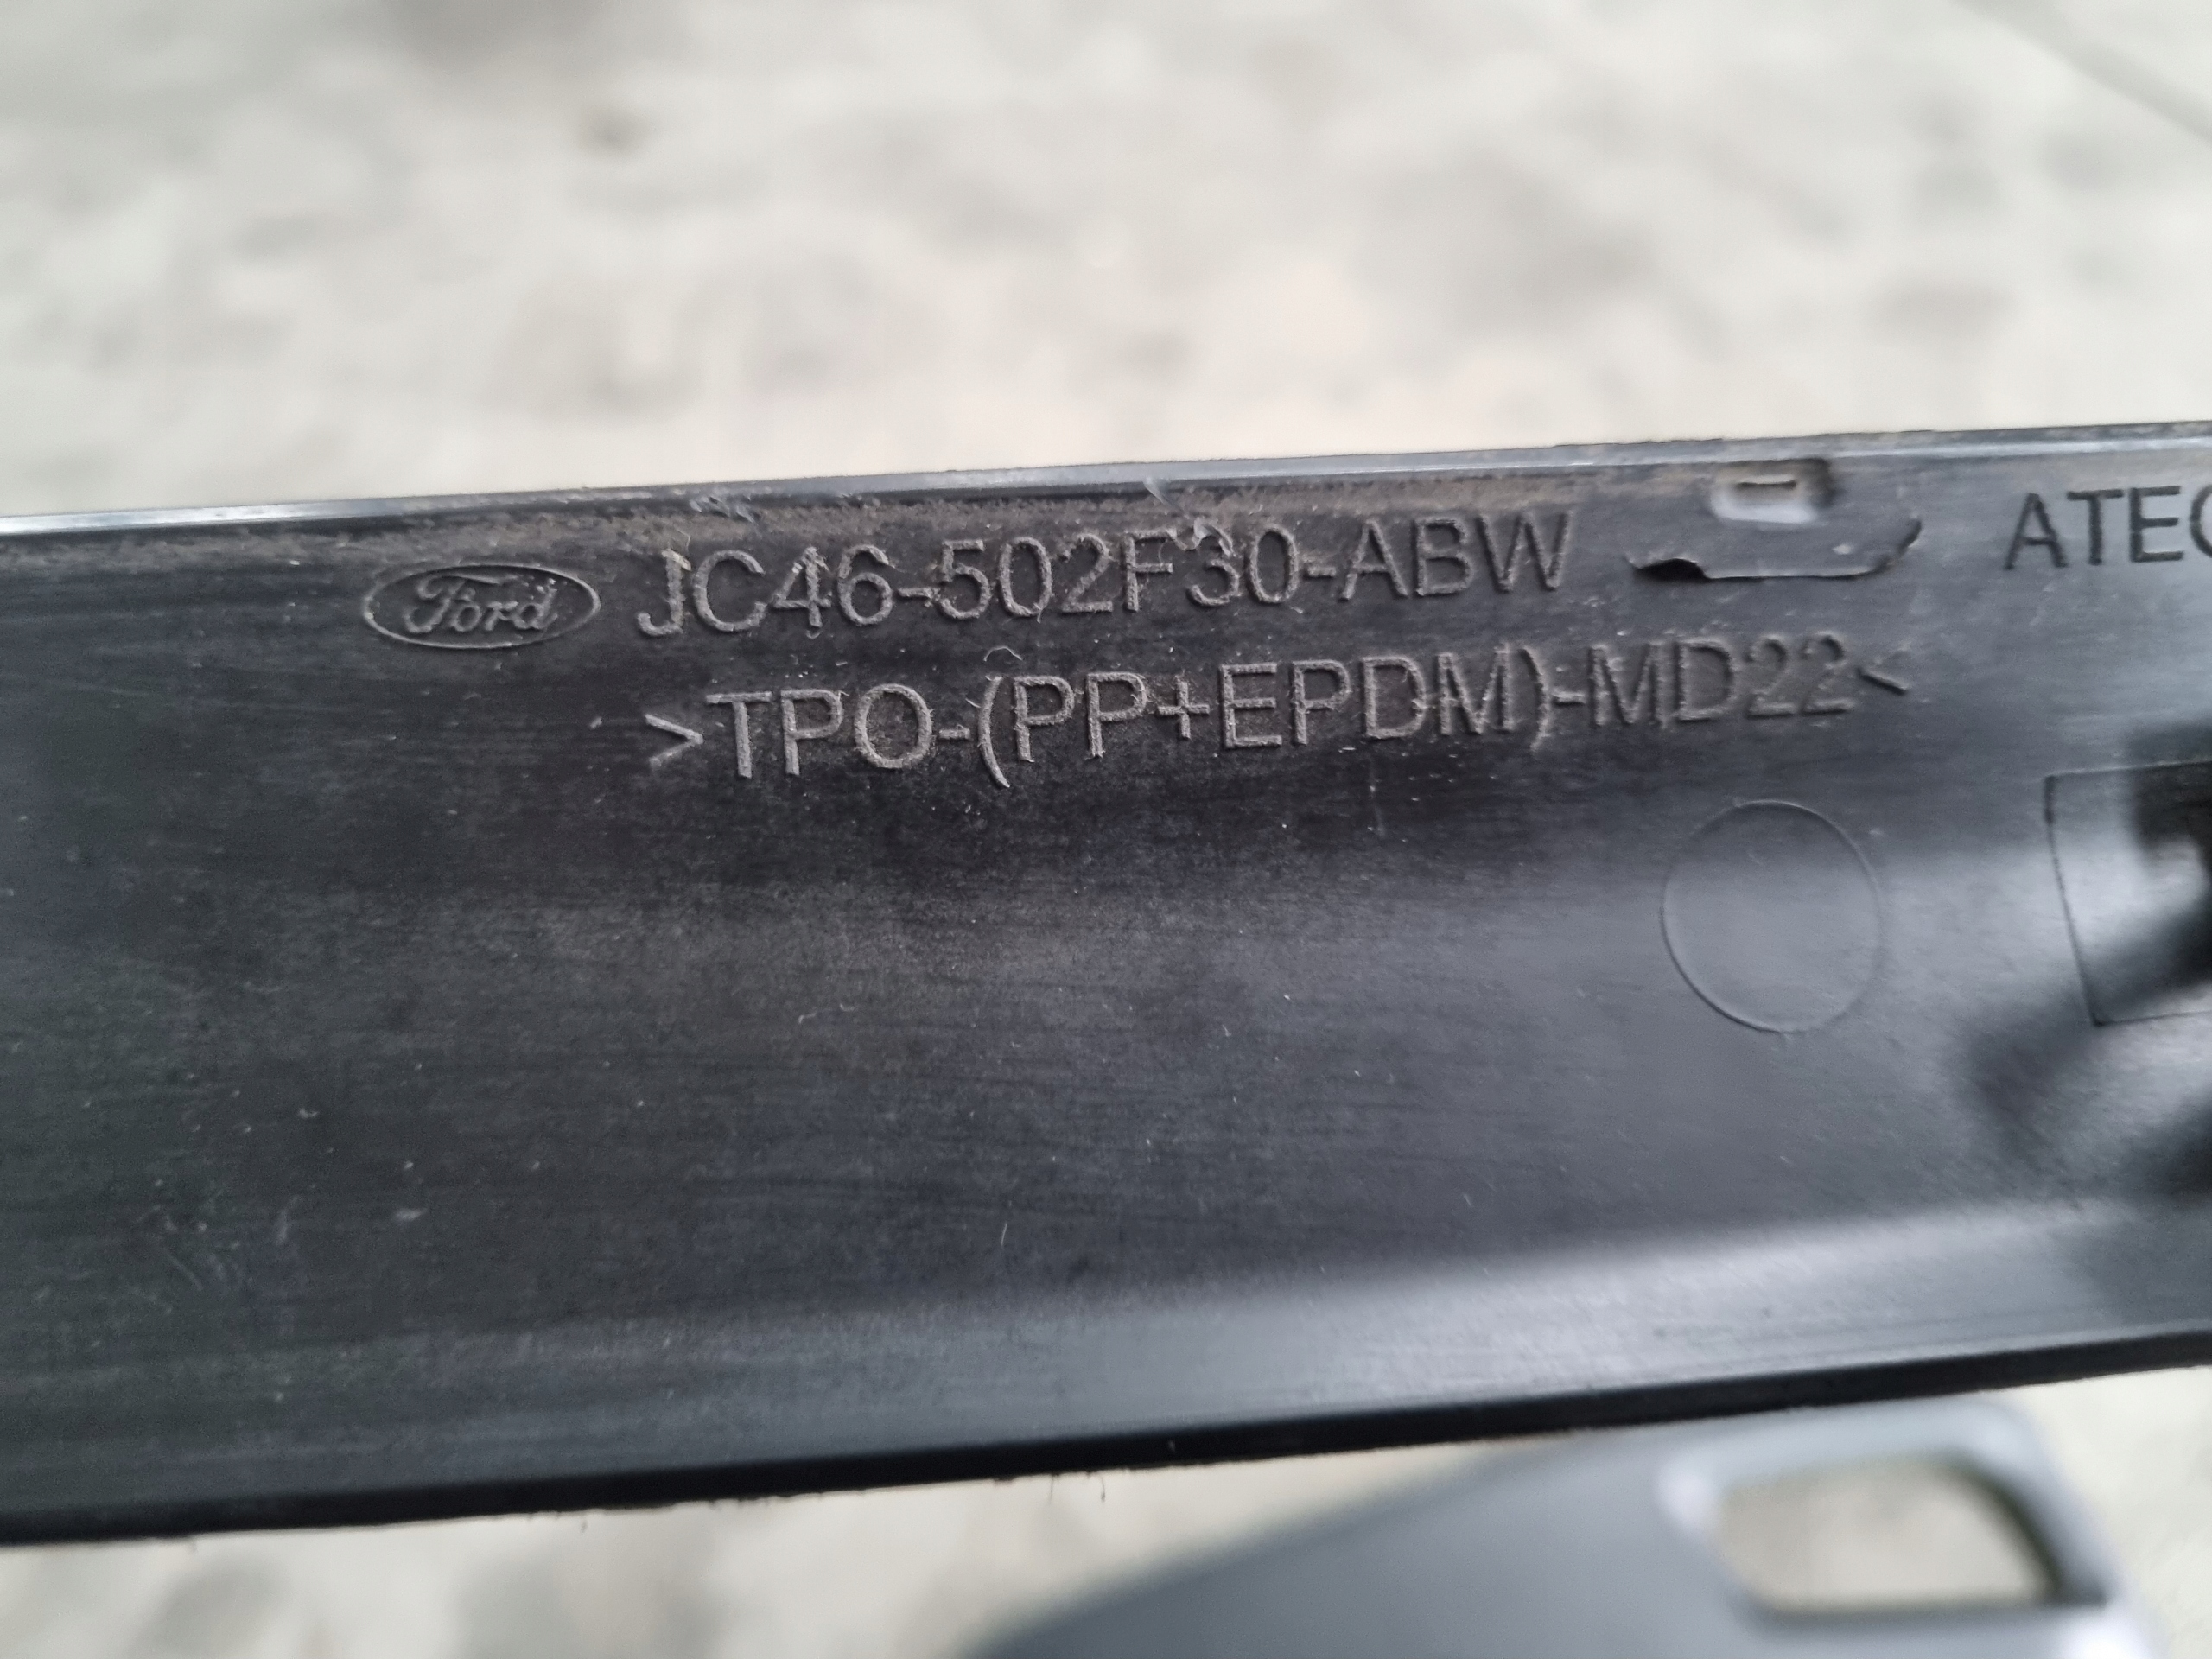 Ford JC46-502F30-ABW
>TPO-(PP+EPDM)-MD22<